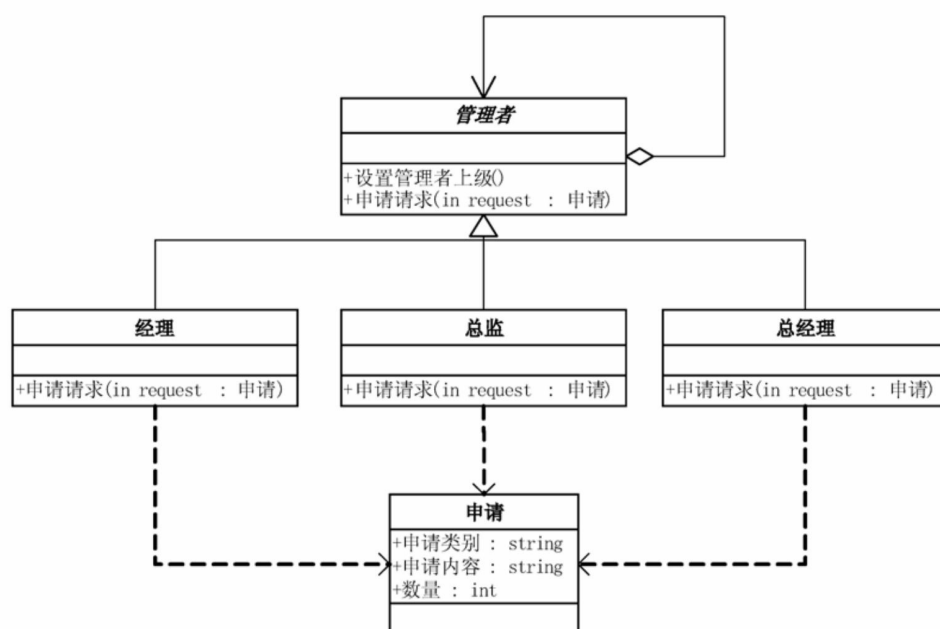 管理者
+设置管理者上级()
+申请请求(in request : 申请)
经理
+申请请求(in request : 申请)
总监
+申请请求(in request : 申请)
总经理
+申请请求(in request : 申请)
申请
+申请类别 : string
+申请内容 : string
+数量 : int